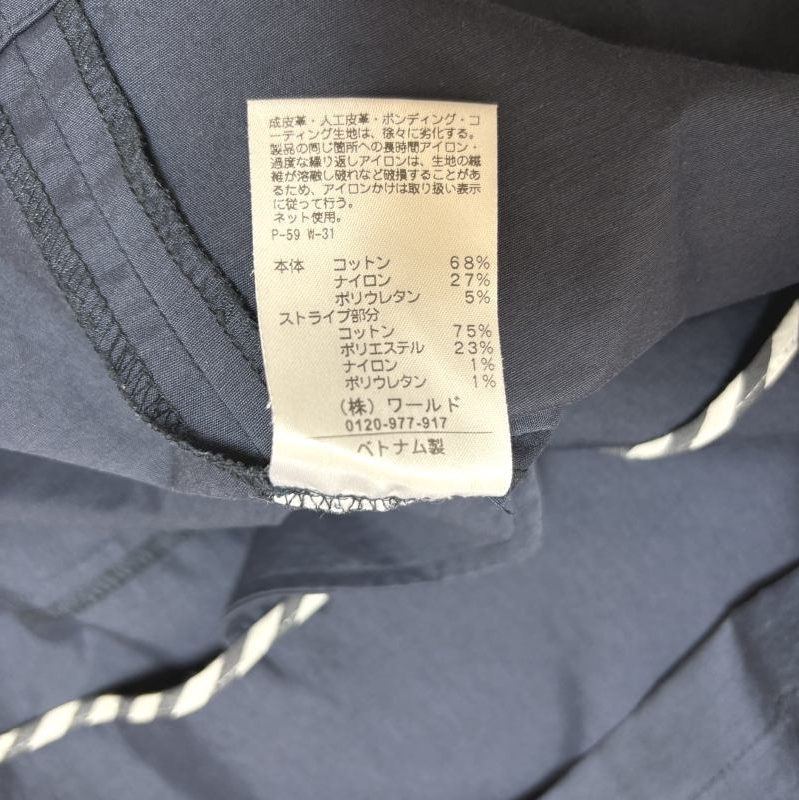 成皮革・人工皮革・ボンディング・コ
ーティング生地は、徐々に劣化する。
製品の同じ箇所への長時間アイロン・
過度な繰り返しアイロンは、生地の繊
維が溶融し破れなど破損することがあ
るため、アイロンかけは取り扱い表示
に従って行う。
ネット使用。
P-59 W-31
本体 コットン 68%
ナイロン 27%
ポリウレタン 5%
ストライプ部分
コットン 75%
ポリエステル 23%
ナイロン 1%
ポリウレタン 1%
（株）ワールド
0120-977-917
ベトナム製